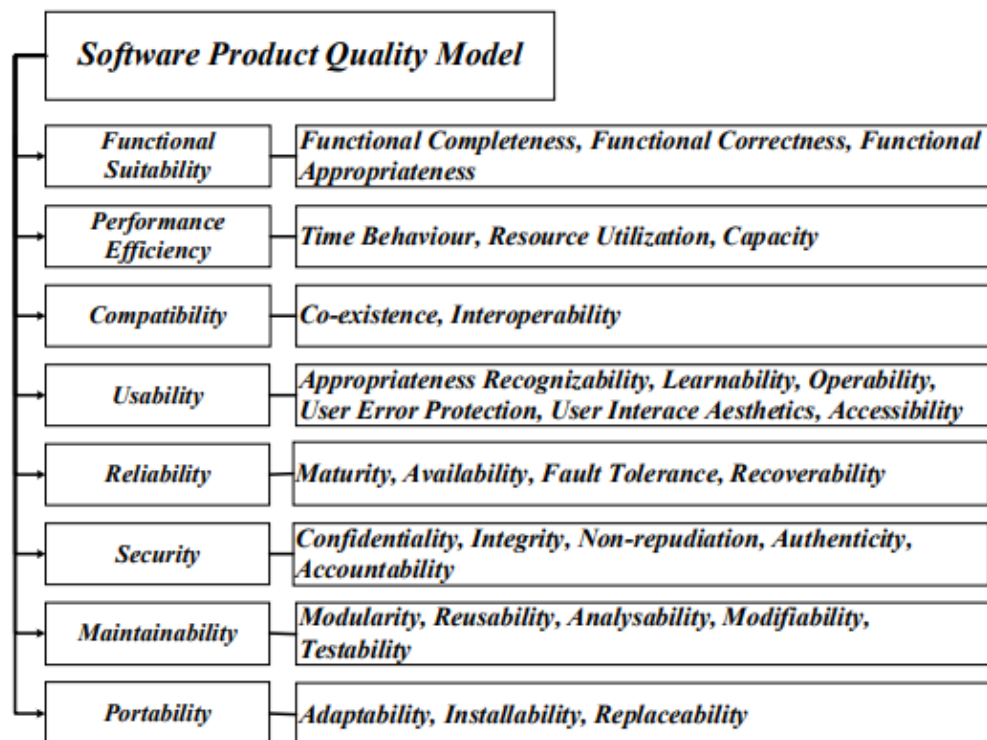 Software Product Quality Model
Functional
Suitability
Functional Completeness, Functional Correctness, Functional
Appropriateness
Performance
Efficiency
Time Behaviour, Resource Utilization, Capacity
Compatibility
Co-existence, Interoperability
Usability
Appropriateness Recognizability, Learnability, Operability,
User Error Protection, User Interace Aesthetics, Accessibility
Reliability
Maturity, Availability, Fault Tolerance, Recoverability
Security
Confidentiality, Integrity, Non-repudiation, Authenticity,
Accountability
Maintainability
Modularity, Reusability, Analysability, Modifiability,
Testability
Portability
Adaptability, Installability, Replaceability